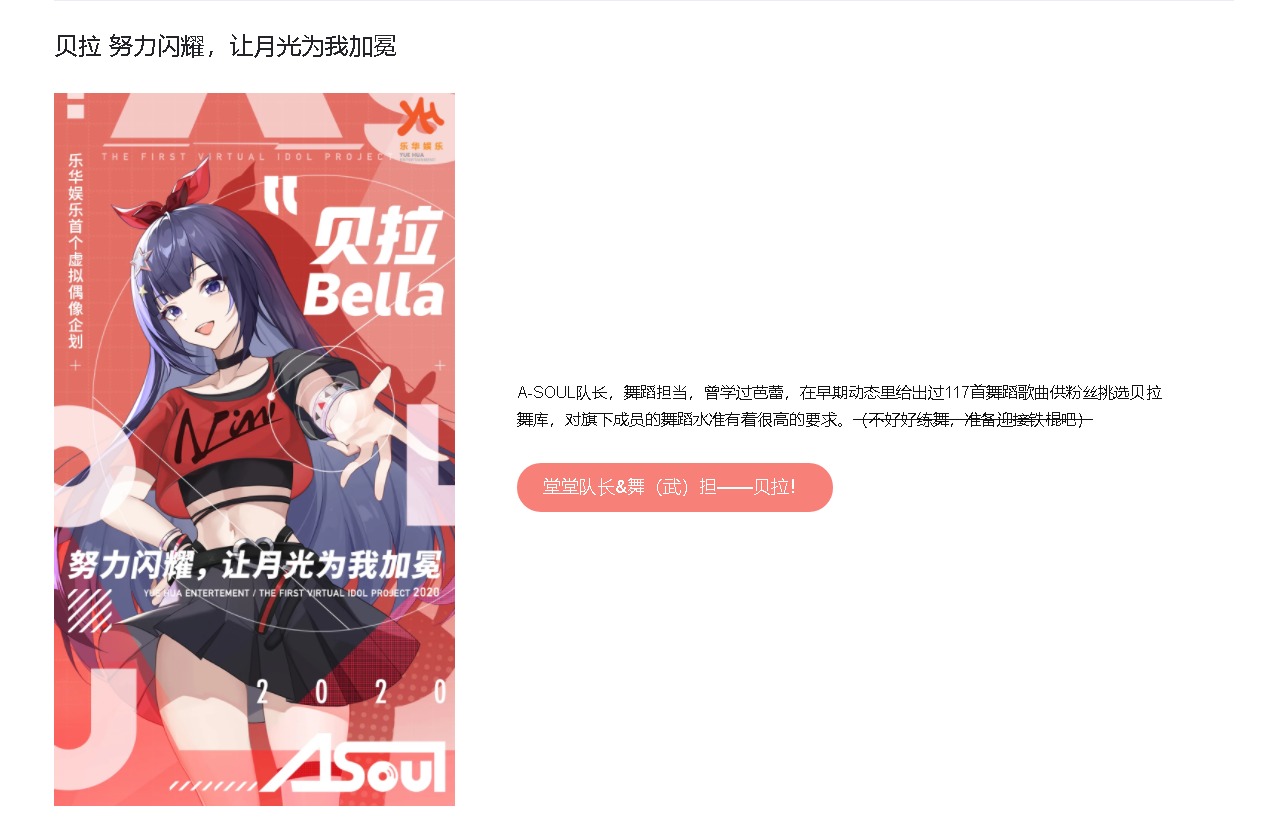 贝拉 努力闪耀，让月光为我加冕
乐华娱乐
YUE HUA
ENTERTAINMENT
THE FIRST VIRTUAL IDOL PROJECT
乐华娱乐首个虚拟偶像企划
贝拉
Bella
努力闪耀，让月光为我加冕
YUE HUA ENTERTEMENT / THE FIRST VIRTUAL IDOL PROJECT 2020
2020
ASoul
A-SOUL队长，舞蹈担当，曾学过芭蕾，在早期动态里给出过117首舞蹈歌曲供粉丝挑选贝拉
舞库，对旗下成员的舞蹈水准有着很高的要求。（不好好练舞，准备迎接铁棍吧）
堂堂队长&舞（武）担——贝拉！